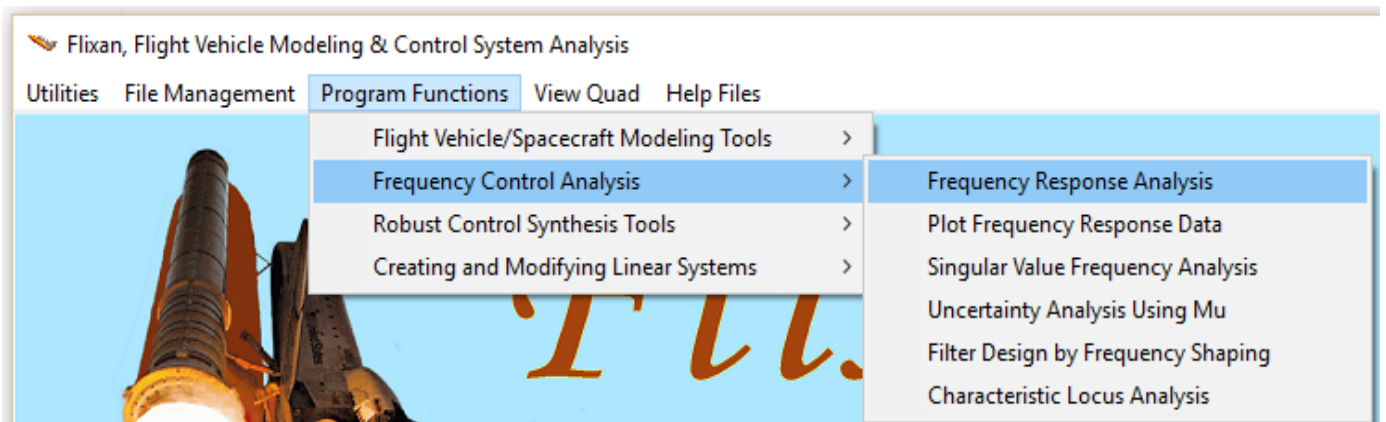 Flixan, Flight Vehicle Modeling & Control System Analysis
Utilities File Management Program Functions View Quad Help Files
Flight Vehicle/Spacecraft Modeling Tools >
Frequency Control Analysis >
Robust Control Synthesis Tools >
Creating and Modifying Linear Systems >
Frequency Response Analysis
Plot Frequency Response Data
Singular Value Frequency Analysis
Uncertainty Analysis Using Mu
Filter Design by Frequency Shaping
Characteristic Locus Analysis